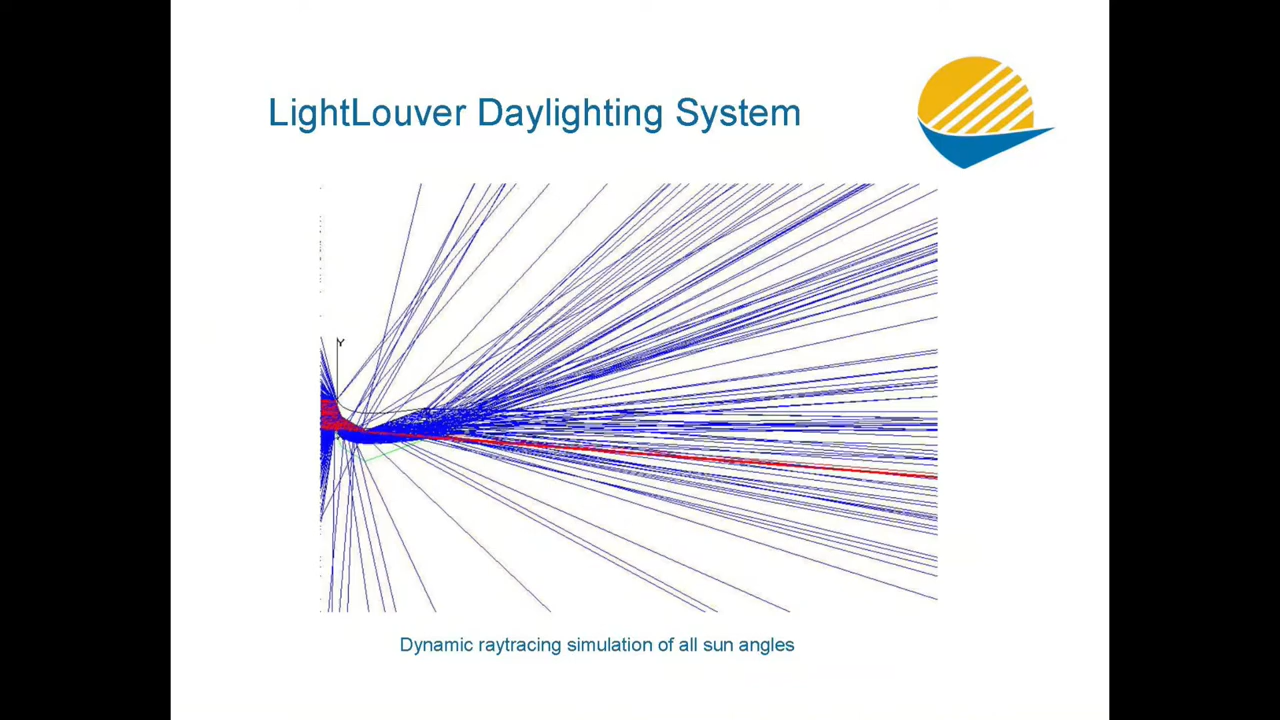 LightLouver Daylighting System
Y
Dynamic raytracing simulation of all sun angles